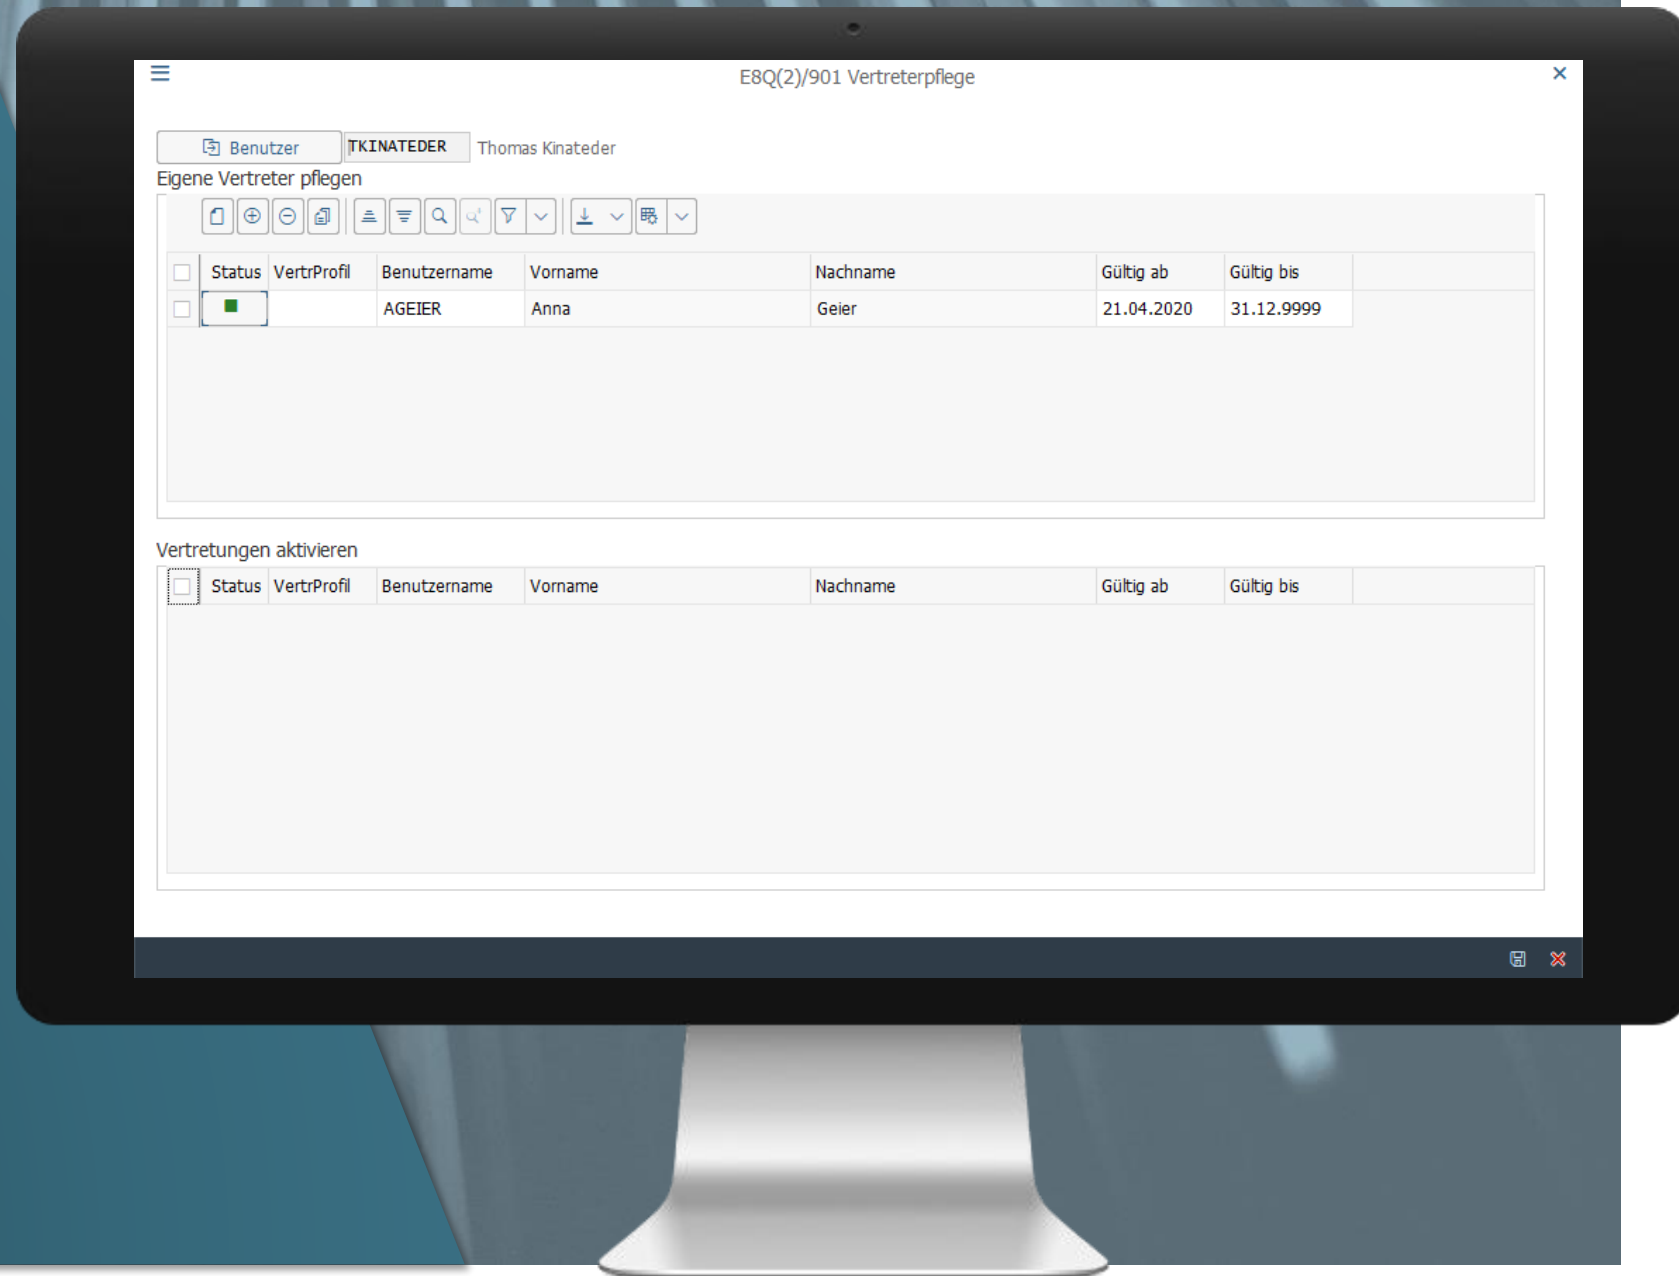 E8Q(2)/901 Vertreterpflege
Benutzer TKINATEDER Thomas Kinateder
Eigene Vertreter pflegen
Status VertrProfil Benutzername Vorname Nachname Gültig ab Gültig bis
AGEIER Anna Geier 21.04.2020 31.12.9999
Vertretungen aktivieren
Status VertrProfil Benutzername Vorname Nachname Gültig ab Gültig bis